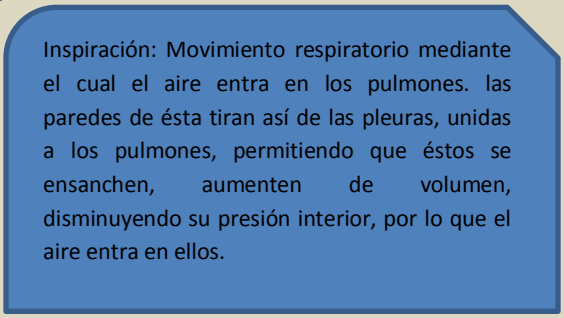 Inspiración: Movimiento respiratorio mediante
el cual el aire entra en los pulmones. las
paredes de ésta tiran así de las pleuras, unidas
a los pulmones, permitiendo que éstos se
ensanchen, aumenten de volumen,
disminuyendo su presión interior, por lo que el
aire entra en ellos.